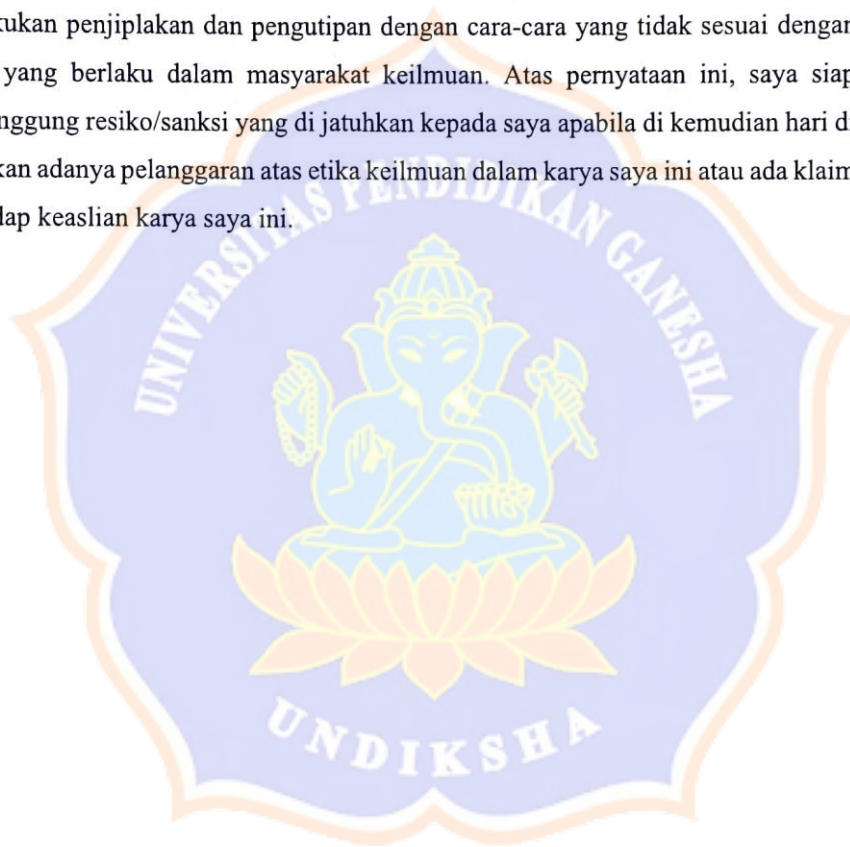 kukan penjiplakan dan pengutipan dengan cara-cara yang tidak sesuai dengan
yang berlaku dalam masyarakat keilmuan. Atas pernyataan ini, saya siap
nggung resiko/sanksi yang di jatuhkan kepada saya apabila di kemudian hari di
kan adanya pelanggaran atas etika keilmuan dalam karya saya ini atau ada klaim
dap keaslian karya saya ini.
UNIVERSITAS PENDIDIKAN GANESHA
UNDIKSHA